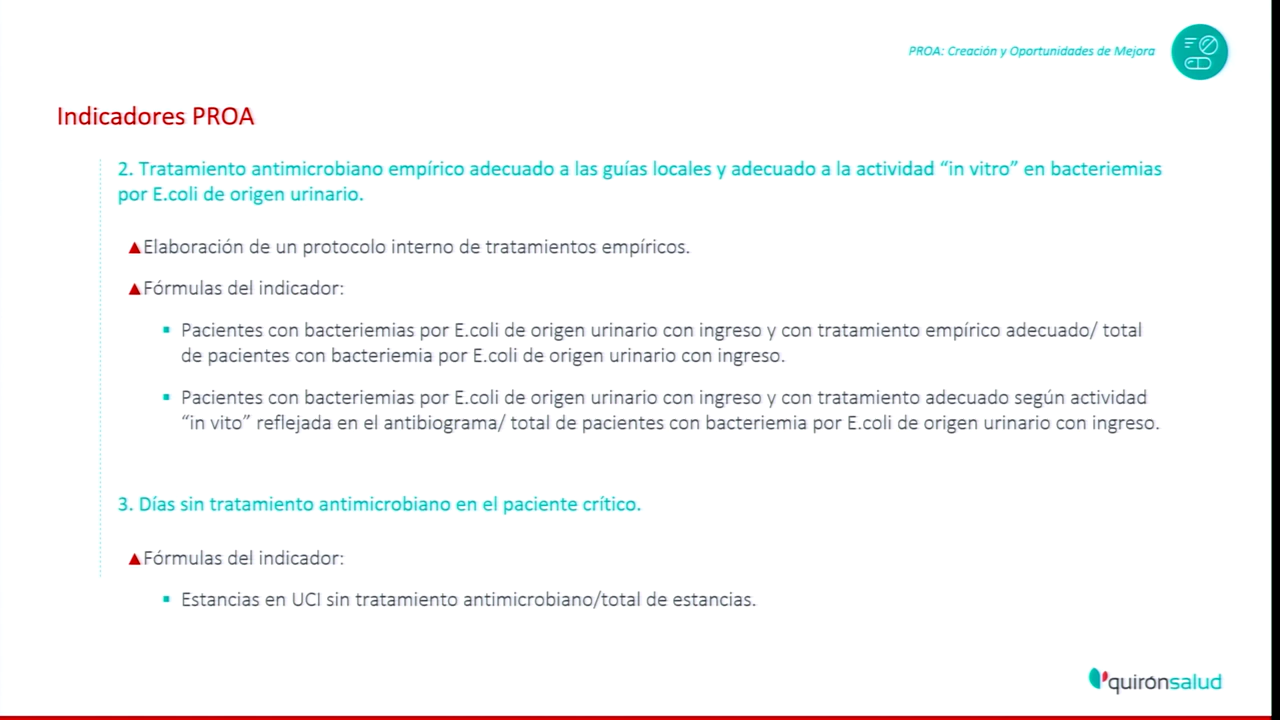 PROA: Creación y Oportunidades de Mejora
Indicadores PROA
2. Tratamiento antimicrobiano empírico adecuado a las guías locales y adecuado a la actividad “in vitro” en bacteriemias
por E.coli de origen urinario.
▲Elaboración de un protocolo interno de tratamientos empíricos.
▲Fórmulas del indicador:
▪ Pacientes con bacteriemias por E.coli de origen urinario con ingreso y con tratamiento empírico adecuado/ total
de pacientes con bacteriemia por E.coli de origen urinario con ingreso.
▪ Pacientes con bacteriemias por E.coli de origen urinario con ingreso y con tratamiento adecuado según actividad
“in vito” reflejada en el antibiograma/ total de pacientes con bacteriemia por E.coli de origen urinario con ingreso.
3. Días sin tratamiento antimicrobiano en el paciente crítico.
▲Fórmulas del indicador:
▪ Estancias en UCI sin tratamiento antimicrobiano/total de estancias.
quirónsalud